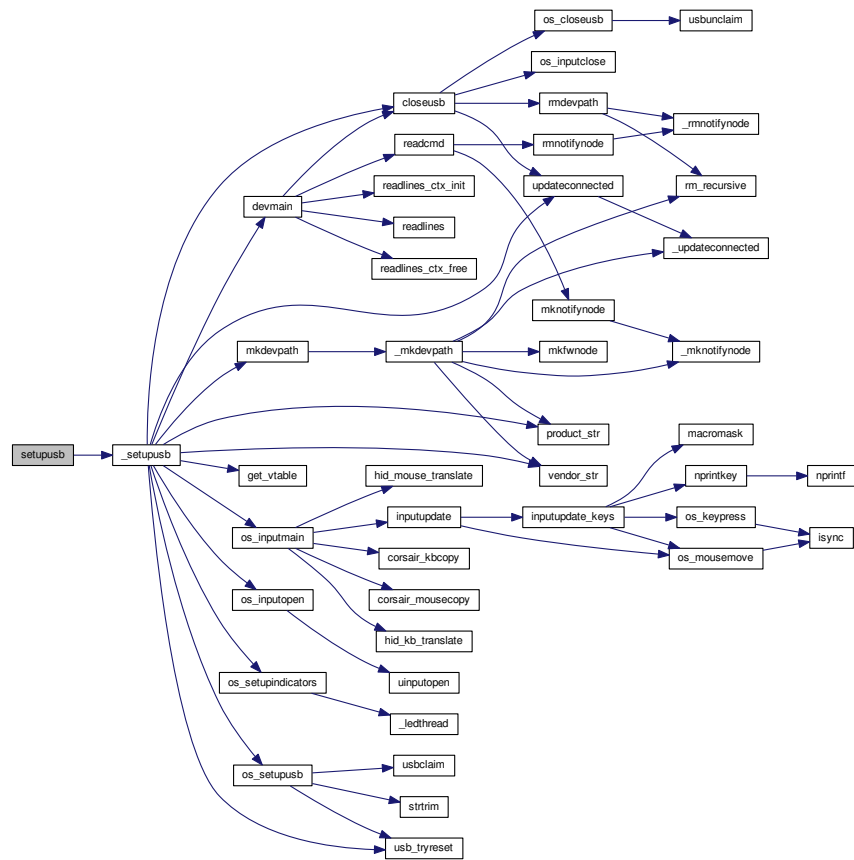 os_closeusb
usbunclaim
os_inputclose
closeusb
rmdevpath
_rmnotifynode
readcmd
rmnotifynode
readlines_ctx_init
updateconnected
rm_recursive
devmain
readlines
_updateconnected
readlines_ctx_free
mknotifynode
mkdevpath
_mkdevpath
mkfwnode
_mknotifynode
product_str
macromask
setupusb
_setupusb
get_vtable
hid_mouse_translate
vendor_str
nprintkey
nprintf
inputupdate
inputupdate_keys
os_keypress
os_inputmain
isync
corsair_kbcopy
os_mousemove
os_inputopen
corsair_mousecopy
hid_kb_translate
os_setupindicators
uinputopen
_ledthread
usbclaim
os_setupusb
strtrim
usb_tryreset